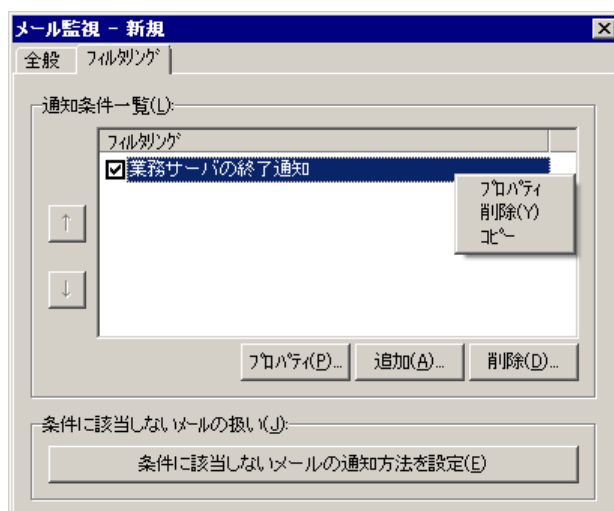 メール監視 - 新規
全般 フィルタリング
通知条件一覧(L):
フィルタリング
業務サーバの終了通知
プロパティ
削除(Y)
コピー
↑
↓
プロパティ(P)... 追加(A)... 削除(D)...
条件に該当しないメールの扱い(J):
条件に該当しないメールの通知方法を設定(E)